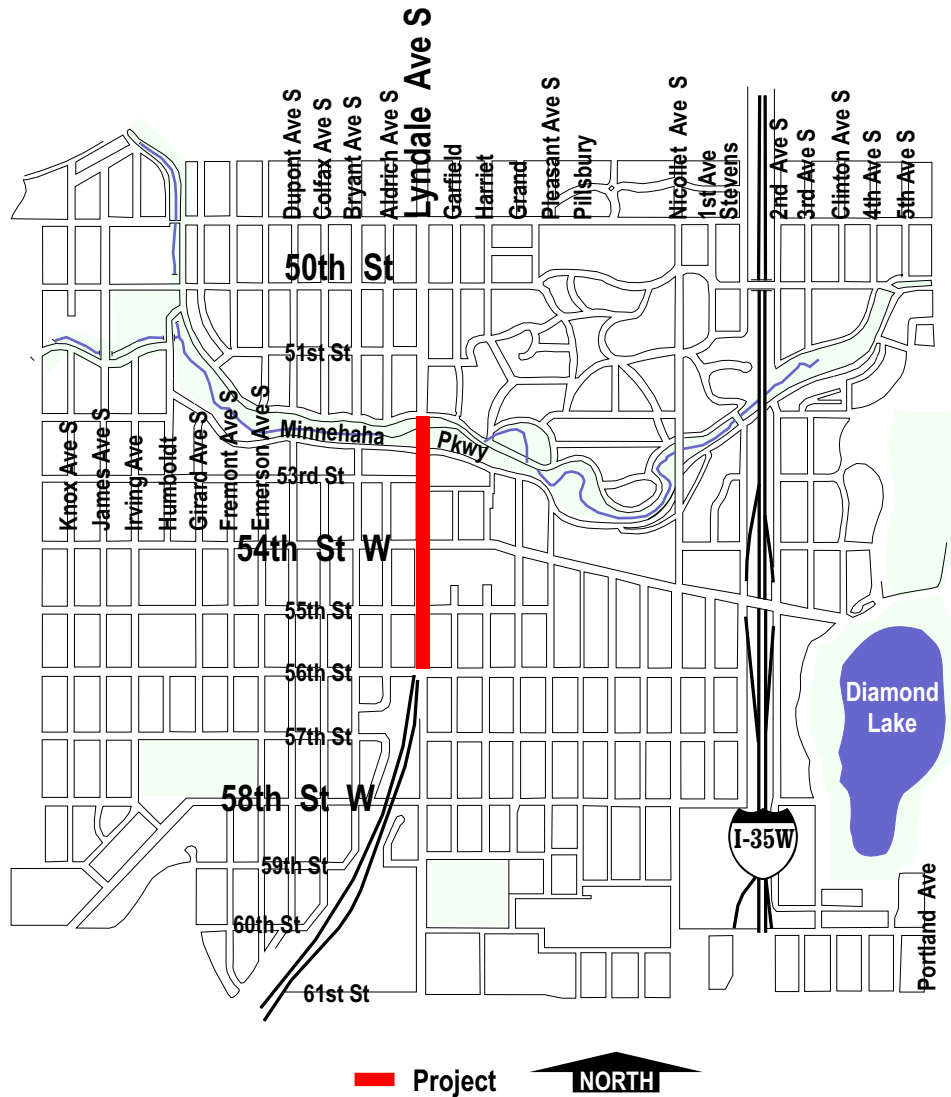 Dupont Ave S
Colfax Ave S
Bryant Ave S
Aldrich Ave S
Lyndale Ave S
Garfield
Harriet
Grand
Pleasant Ave S
Pillsbury
Nicollet Ave S
1st Ave
Stevens
2nd Ave S
3rd Ave S
Clinton Ave S
4th Ave S
5th Ave S
50th St
51st St
Minnehaha Pkwy
Knox Ave S
James Ave S
Irving Ave
Humboldt
Girard Ave S
Fremont Ave S
Emerson Ave S
53rd St
54th St W
55th St
56th St
Diamond
Lake
57th St
58th St W
I-35W
59th St
60th St
Portland Ave
61st St
Project
NORTH